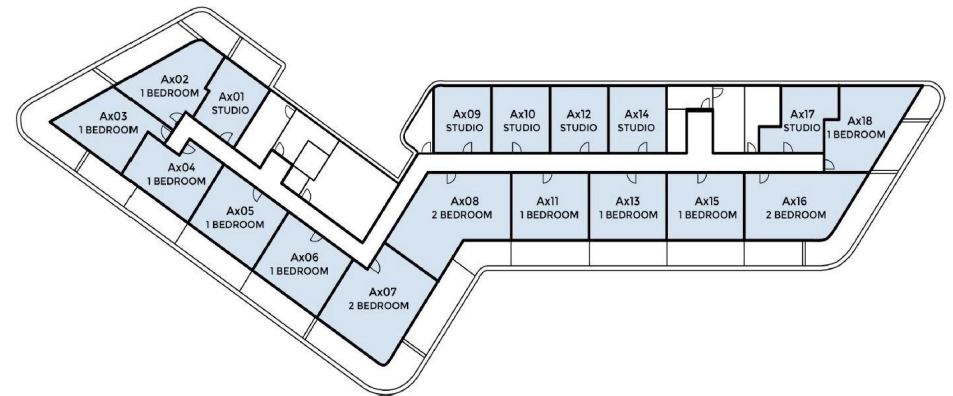 Ax01
STUDIO
Ax02
1 BEDROOM
Ax03
1 BEDROOM
Ax04
1 BEDROOM
Ax05
1 BEDROOM
Ax06
1 BEDROOM
Ax07
2 BEDROOM
Ax08
2 BEDROOM
Ax09
STUDIO
Ax10
STUDIO
Ax11
1 BEDROOM
Ax12
STUDIO
Ax13
1 BEDROOM
Ax14
STUDIO
Ax15
1 BEDROOM
Ax16
2 BEDROOM
Ax17
STUDIO
Ax18
1 BEDROOM